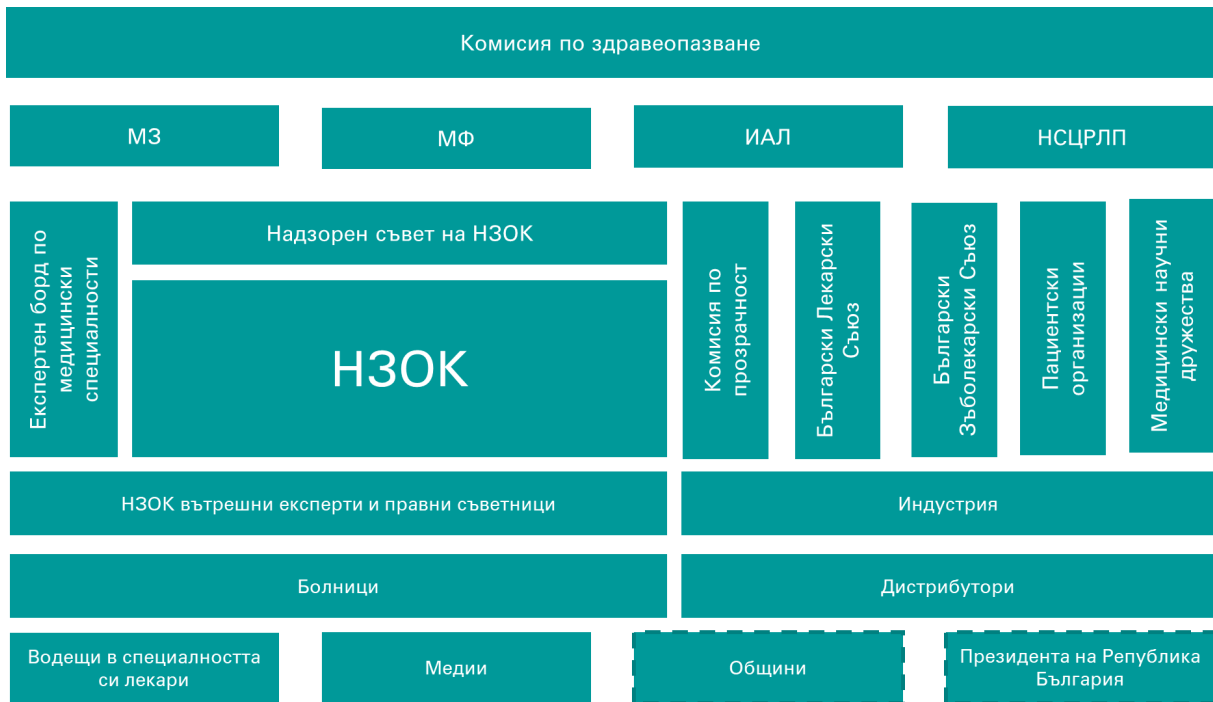 Комисия по здравеопазване
МЗ
МФ
ИАЛ
НСЦРЛП
Експертен борд по
медицински
специалности
Надзорен съвет на НЗОК
НЗОК
Комисия по
прозрачност
Български Лекарски
Съюз
Български
Зъболекарски Съюз
Пациентски
организации
Медицински научни
дружества
НЗОК вътрешни експерти и правни съветници
Индустрия
Болници
Дистрибутори
Водещи в специалността
си лекари
Медии
Общини
Президента на Република
България